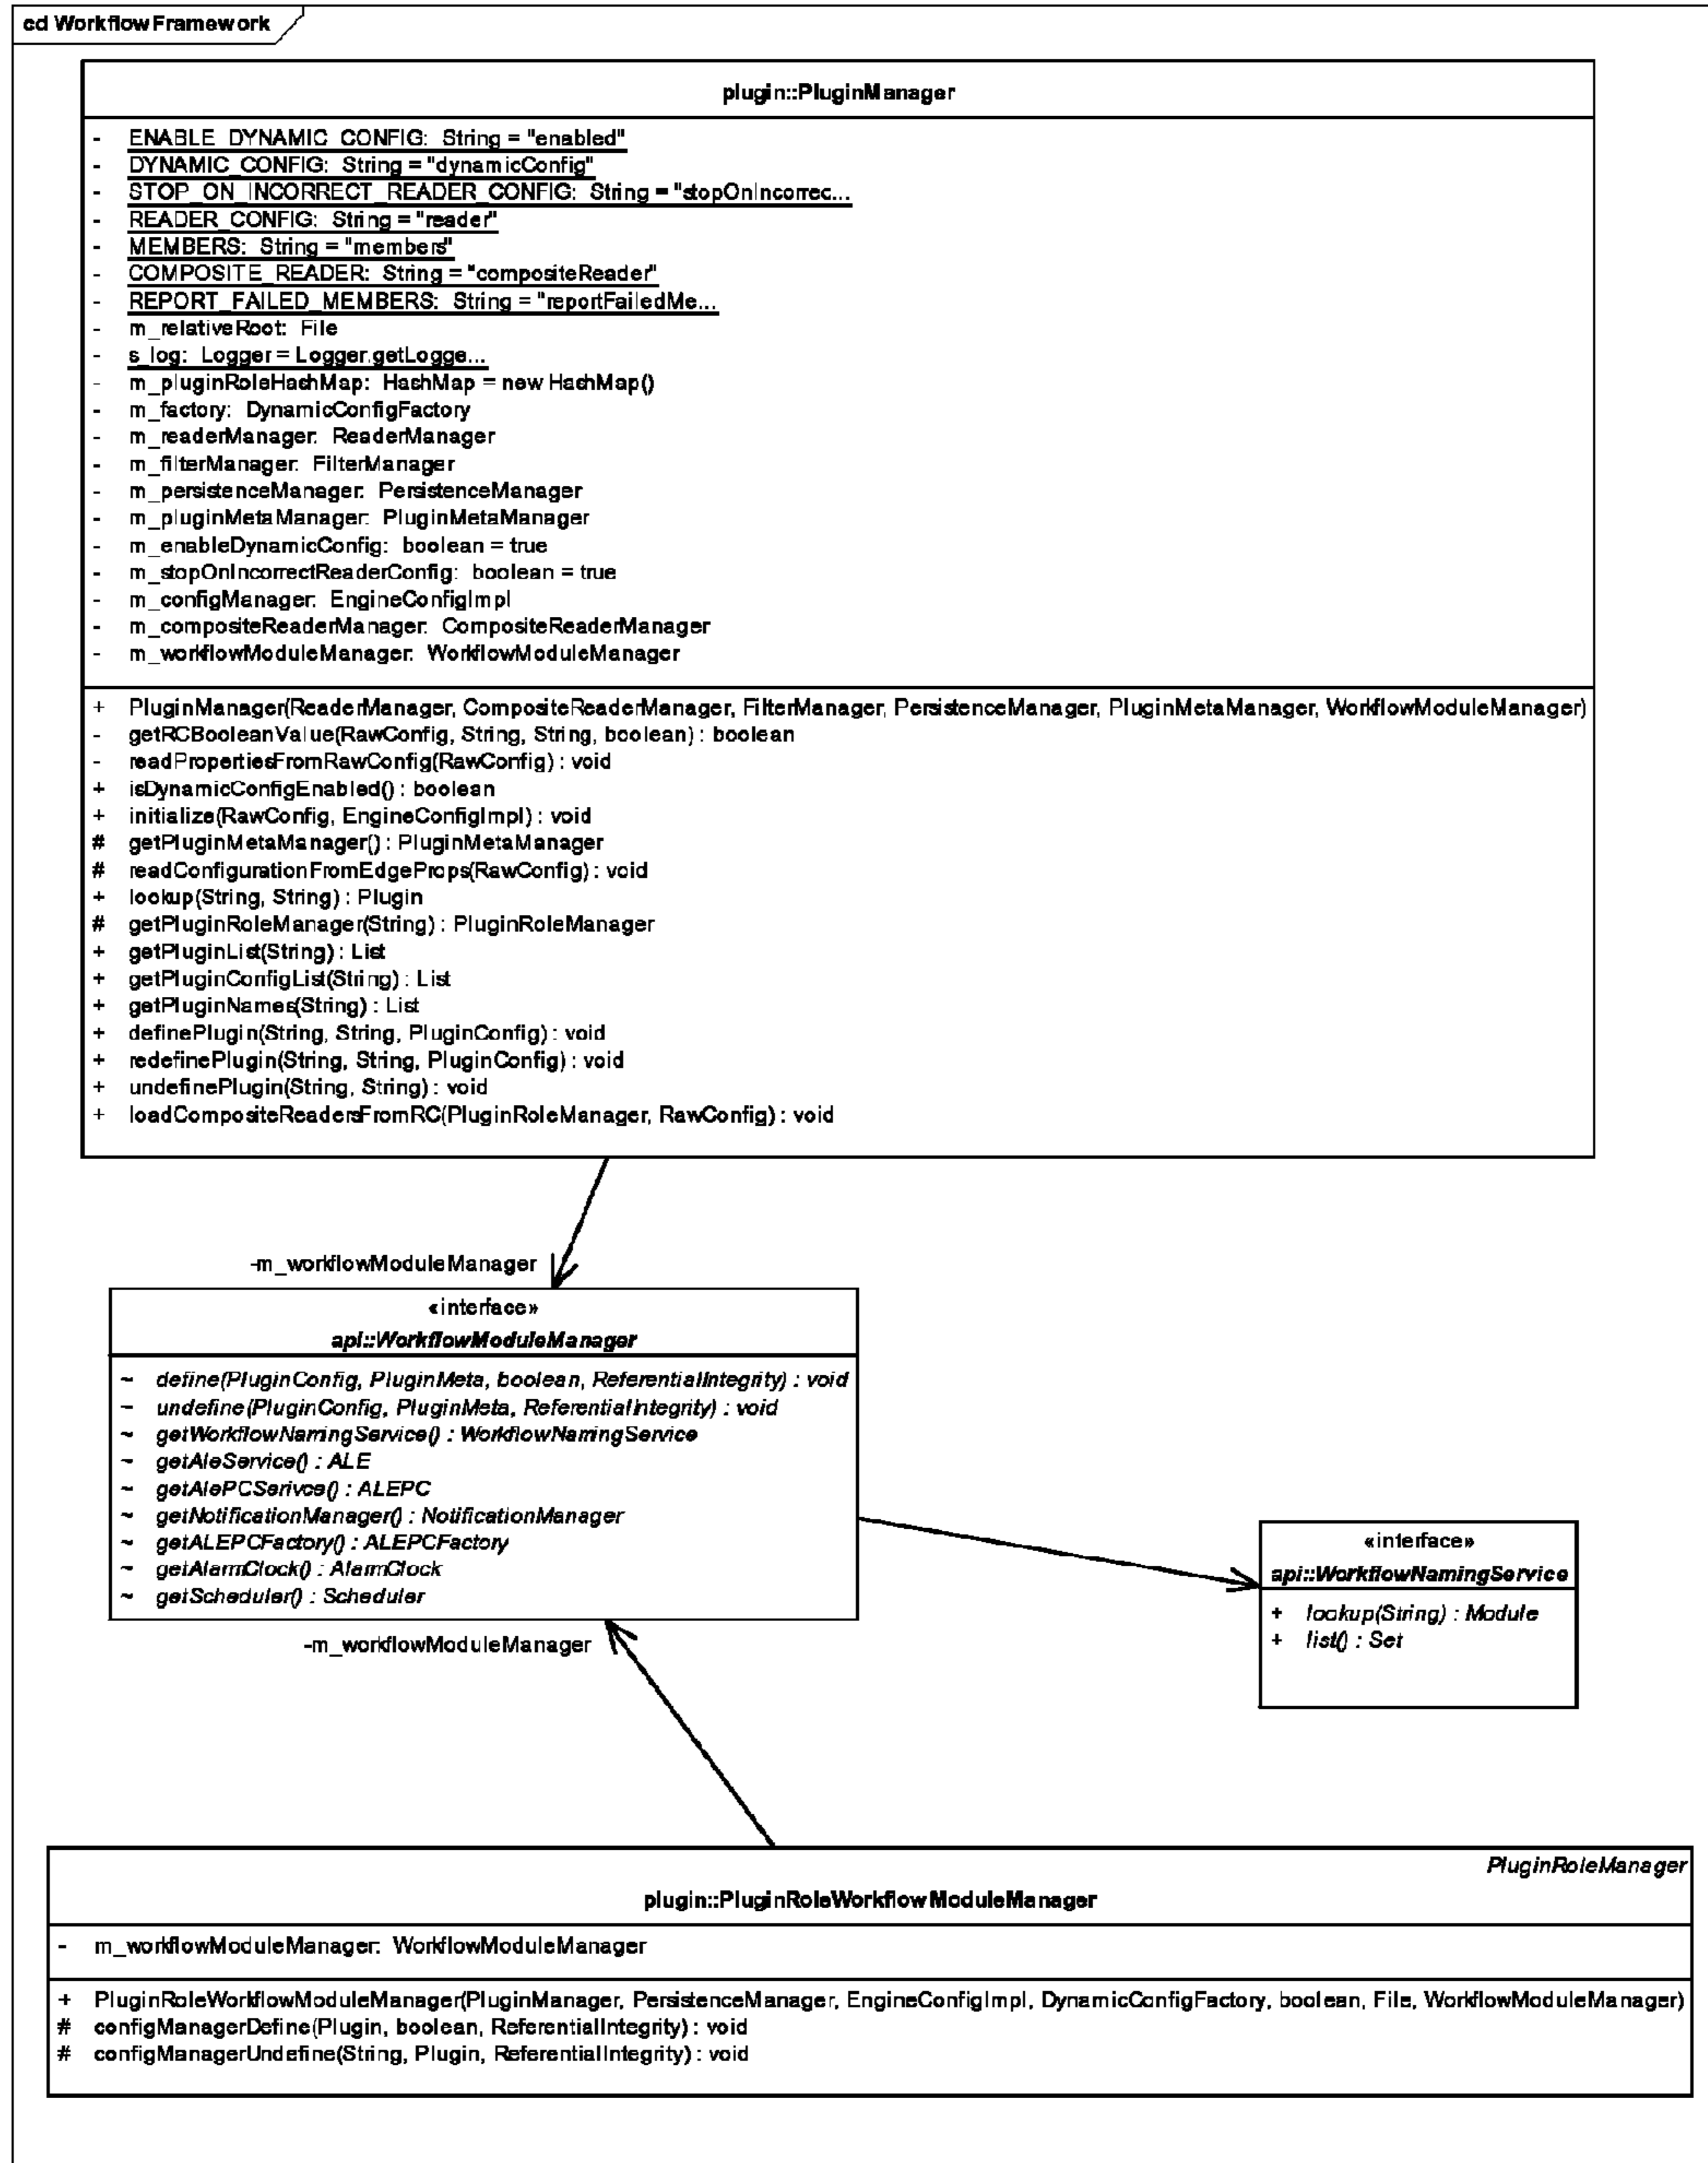 cd WorkflowFramework
plugin::PluginManager
- ENABLE_DYNAMIC_CONFIG: String = "enabled"
- DYNAMIC_CONFIG: String = "dynamicConfig"
- STOP_ON_INCORRECT_READER_CONFIG: String = "stopOnIncorrec...
- READER_CONFIG: String = "reader"
- MEMBERS: String = "members"
- COMPOSITE_READER: String = "compositeReader"
- REPORT_FAILED_MEMBERS: String = "reportFailedMe...
- m_relativeRoot: File
- s_log: Logger = Logger.getLogge...
- m_pluginRoleHashMap: HashMap = new HashMap()
- m_factory: DynamicConfigFactory
- m_readerManager: ReaderManager
- m_filterManager: FilterManager
- m_persistenceManager: PersistenceManager
- m_pluginMetaManager: PluginMetaManager
- m_enableDynamicConfig: boolean = true
- m_stopOnIncorrectReaderConfig: boolean = true
- m_configManager: EngineConfigImpl
- m_compositeReaderManager: CompositeReaderManager
- m_workflowModuleManager: WorkflowModuleManager
+ PluginManager(ReaderManager, CompositeReaderManager, FilterManager, PersistenceManager, PluginMetaManager, WorkflowModuleManager)
- getRCBooleanValue(RawConfig, String, String, boolean) : boolean
- readPropertiesFromRawConfig(RawConfig) : void
+ isDynamicConfigEnabled() : boolean
+ initialize(RawConfig, EngineConfigImpl) : void
# getPluginMetaManager() : PluginMetaManager
# readConfigurationFromEdgeProps(RawConfig) : void
+ lookup(String, String) : Plugin
# getPluginRoleManager(String) : PluginRoleManager
+ getPluginList(String) : List
+ getPluginConfigList(String) : List
+ getPluginNames(String) : List
+ definePlugin(String, String, PluginConfig) : void
+ redefinePlugin(String, String, PluginConfig) : void
+ undefinePlugin(String, String) : void
+ loadCompositeReadersFromRC(PluginRoleManager, RawConfig) : void
-m_workflowModuleManager
«interface»
api::WorkflowModuleManager
~ define(PluginConfig, PluginMeta, boolean, ReferentialIntegrity) : void
~ undefine(PluginConfig, PluginMeta, ReferentialIntegrity) : void
~ getWorkflowNamingService() : WorkflowNamingService
~ getAleService() : ALE
~ getAlePCSerivce() : ALEPC
~ getNotificationManager() : NotificationManager
~ getALEPCFactory() : ALEPCFactory
~ getAlarmClock() : AlarmClock
~ getScheduler() : Scheduler
«interface»
api::WorkflowNamingService
+ lookup(String) : Module
+ list() : Set
-m_workflowModuleManager
PluginRoleManager
plugin::PluginRoleWorkflowModuleManager
- m_workflowModuleManager: WorkflowModuleManager
+ PluginRoleWorkflowModuleManager(PluginManager, PersistenceManager, EngineConfigImpl, DynamicConfigFactory, boolean, File, WorkflowModuleManager)
# configManagerDefine(Plugin, boolean, ReferentialIntegrity) : void
# configManagerUndefine(String, Plugin, ReferentialIntegrity) : void